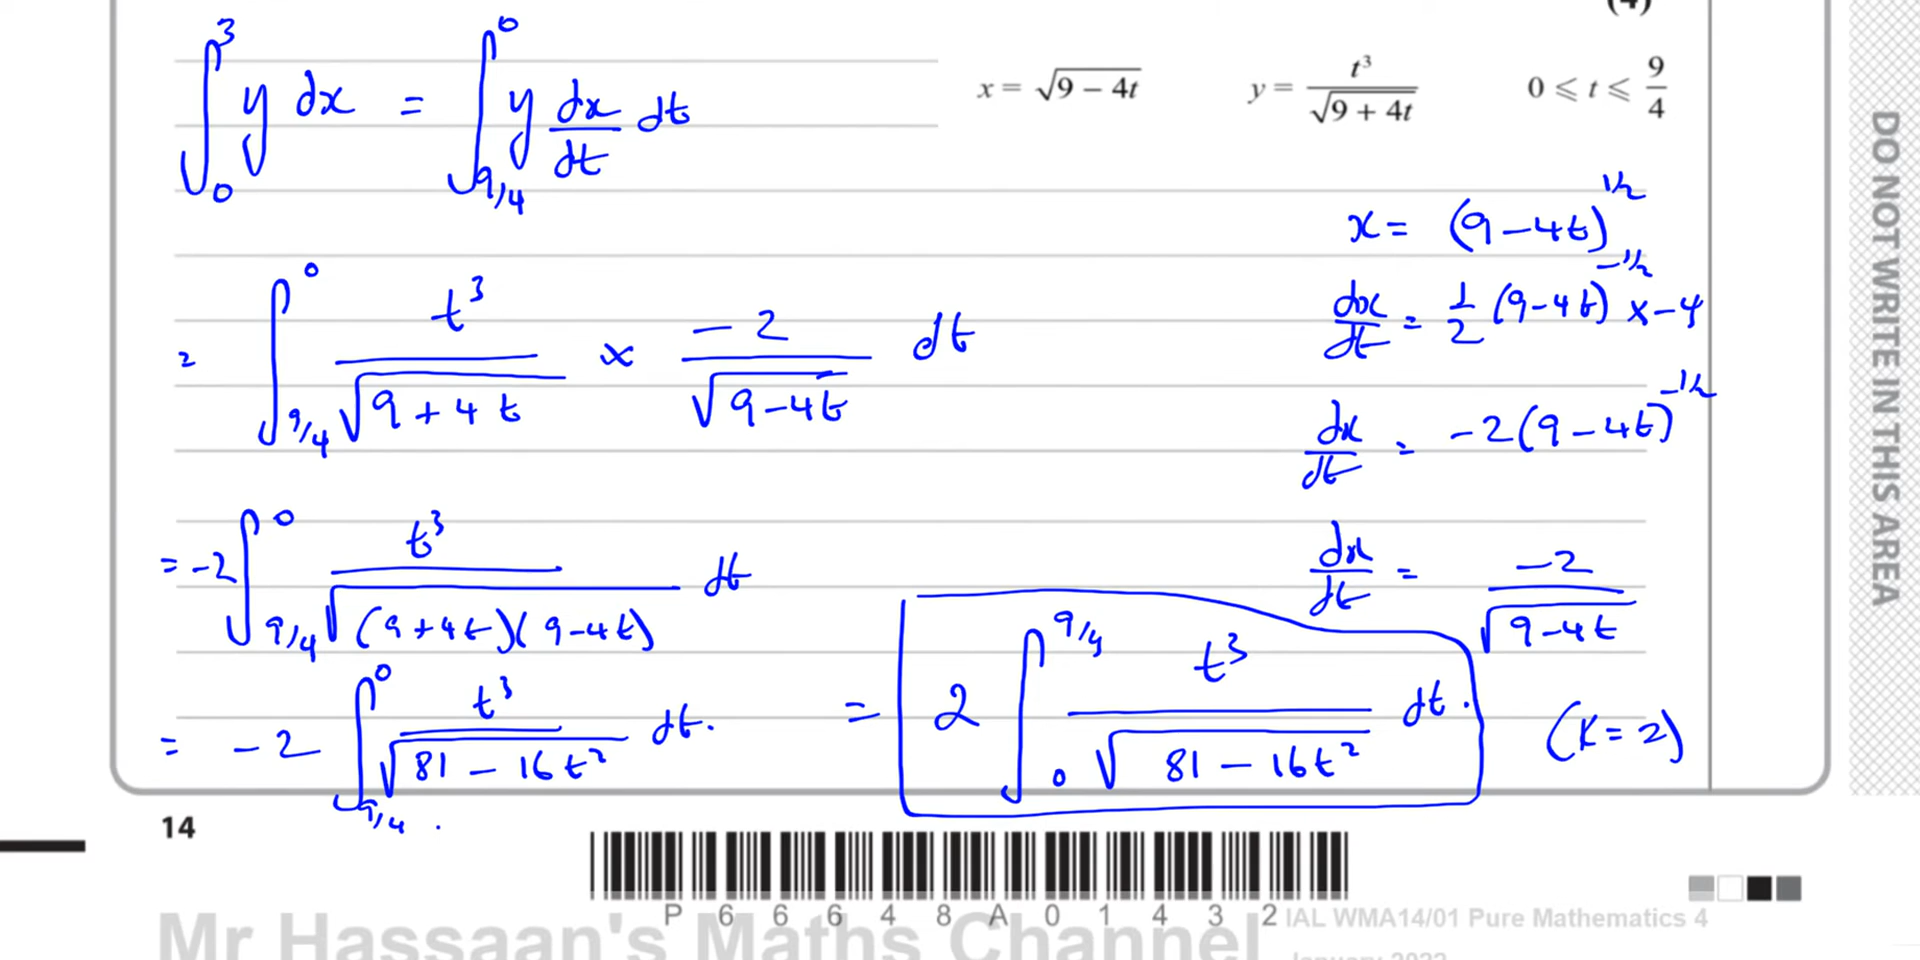 (4)
∫₀³ y dx = ∫_{9/4}^{0} y dx/dt dt
x = √(9 – 4t)    y = t³/√(9 + 4t)    0 ⩽ t ⩽ 9/4
x = (9-4t)^{1/2}
dx/dt = 1/2 (9-4t)^{-1/2} x-4
= ∫_{9/4}^{0} t³/√(9+4t) × -2/√(9-4t) dt
dx/dt = -2(9-4t)^{-1/2}
= -2 ∫_{9/4}^{0} t³/√((9+4t)(9-4t)) dt
dx/dt = -2/√(9-4t)
= -2 ∫_{9/4}^{0} t³/√(81-16t²) dt. = 2 ∫_{0}^{9/4} t³/√(81-16t²) dt. (K=2)
14
P 6 6 6 4 8 A 0 1 4 3 2
Mr Hassaan's Maths Channel
IAL WMA14/01 Pure Mathematics 4
January 2022
DO NOT WRITE IN THIS AREA